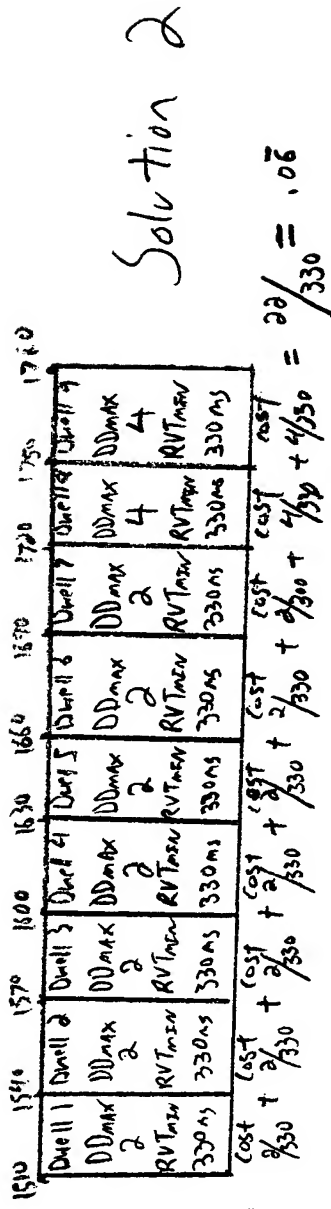 Solution 2
1510 1540 1570 1600 1630 1660 1690 1720 1750 1780
Dwell 1 Dwell 2 Dwell 3 Dwell 4 Dwell 5 Dwell 6 Dwell 7 Dwell 8 Dwell 9
DDMAX DDMAX DDMAX DDMAX DDMAX DDMAX DDMAX DDMAX DDMAX
2 2 2 2 2 2 2 4 4
RVTMIN RVTMIN RVTMIN RVTMIN RVTMIN RVTMIN RVTMIN RVTMIN RVTMIN
330ms 330ms 330ms 330ms 330ms 330ms 330ms 330ms 330ms
Cost Cost Cost Cost Cost Cost Cost Cost Cost
2/330 + 2/330 + 2/330 + 2/330 + 2/330 + 2/330 + 2/300 + 4/330 + 4/330 = 22/330 = .06